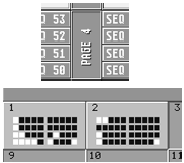 53 SEQ
52 SEQ
51 SEQ
50 SEQ
PAGE 4
1 2 3
9 10 11